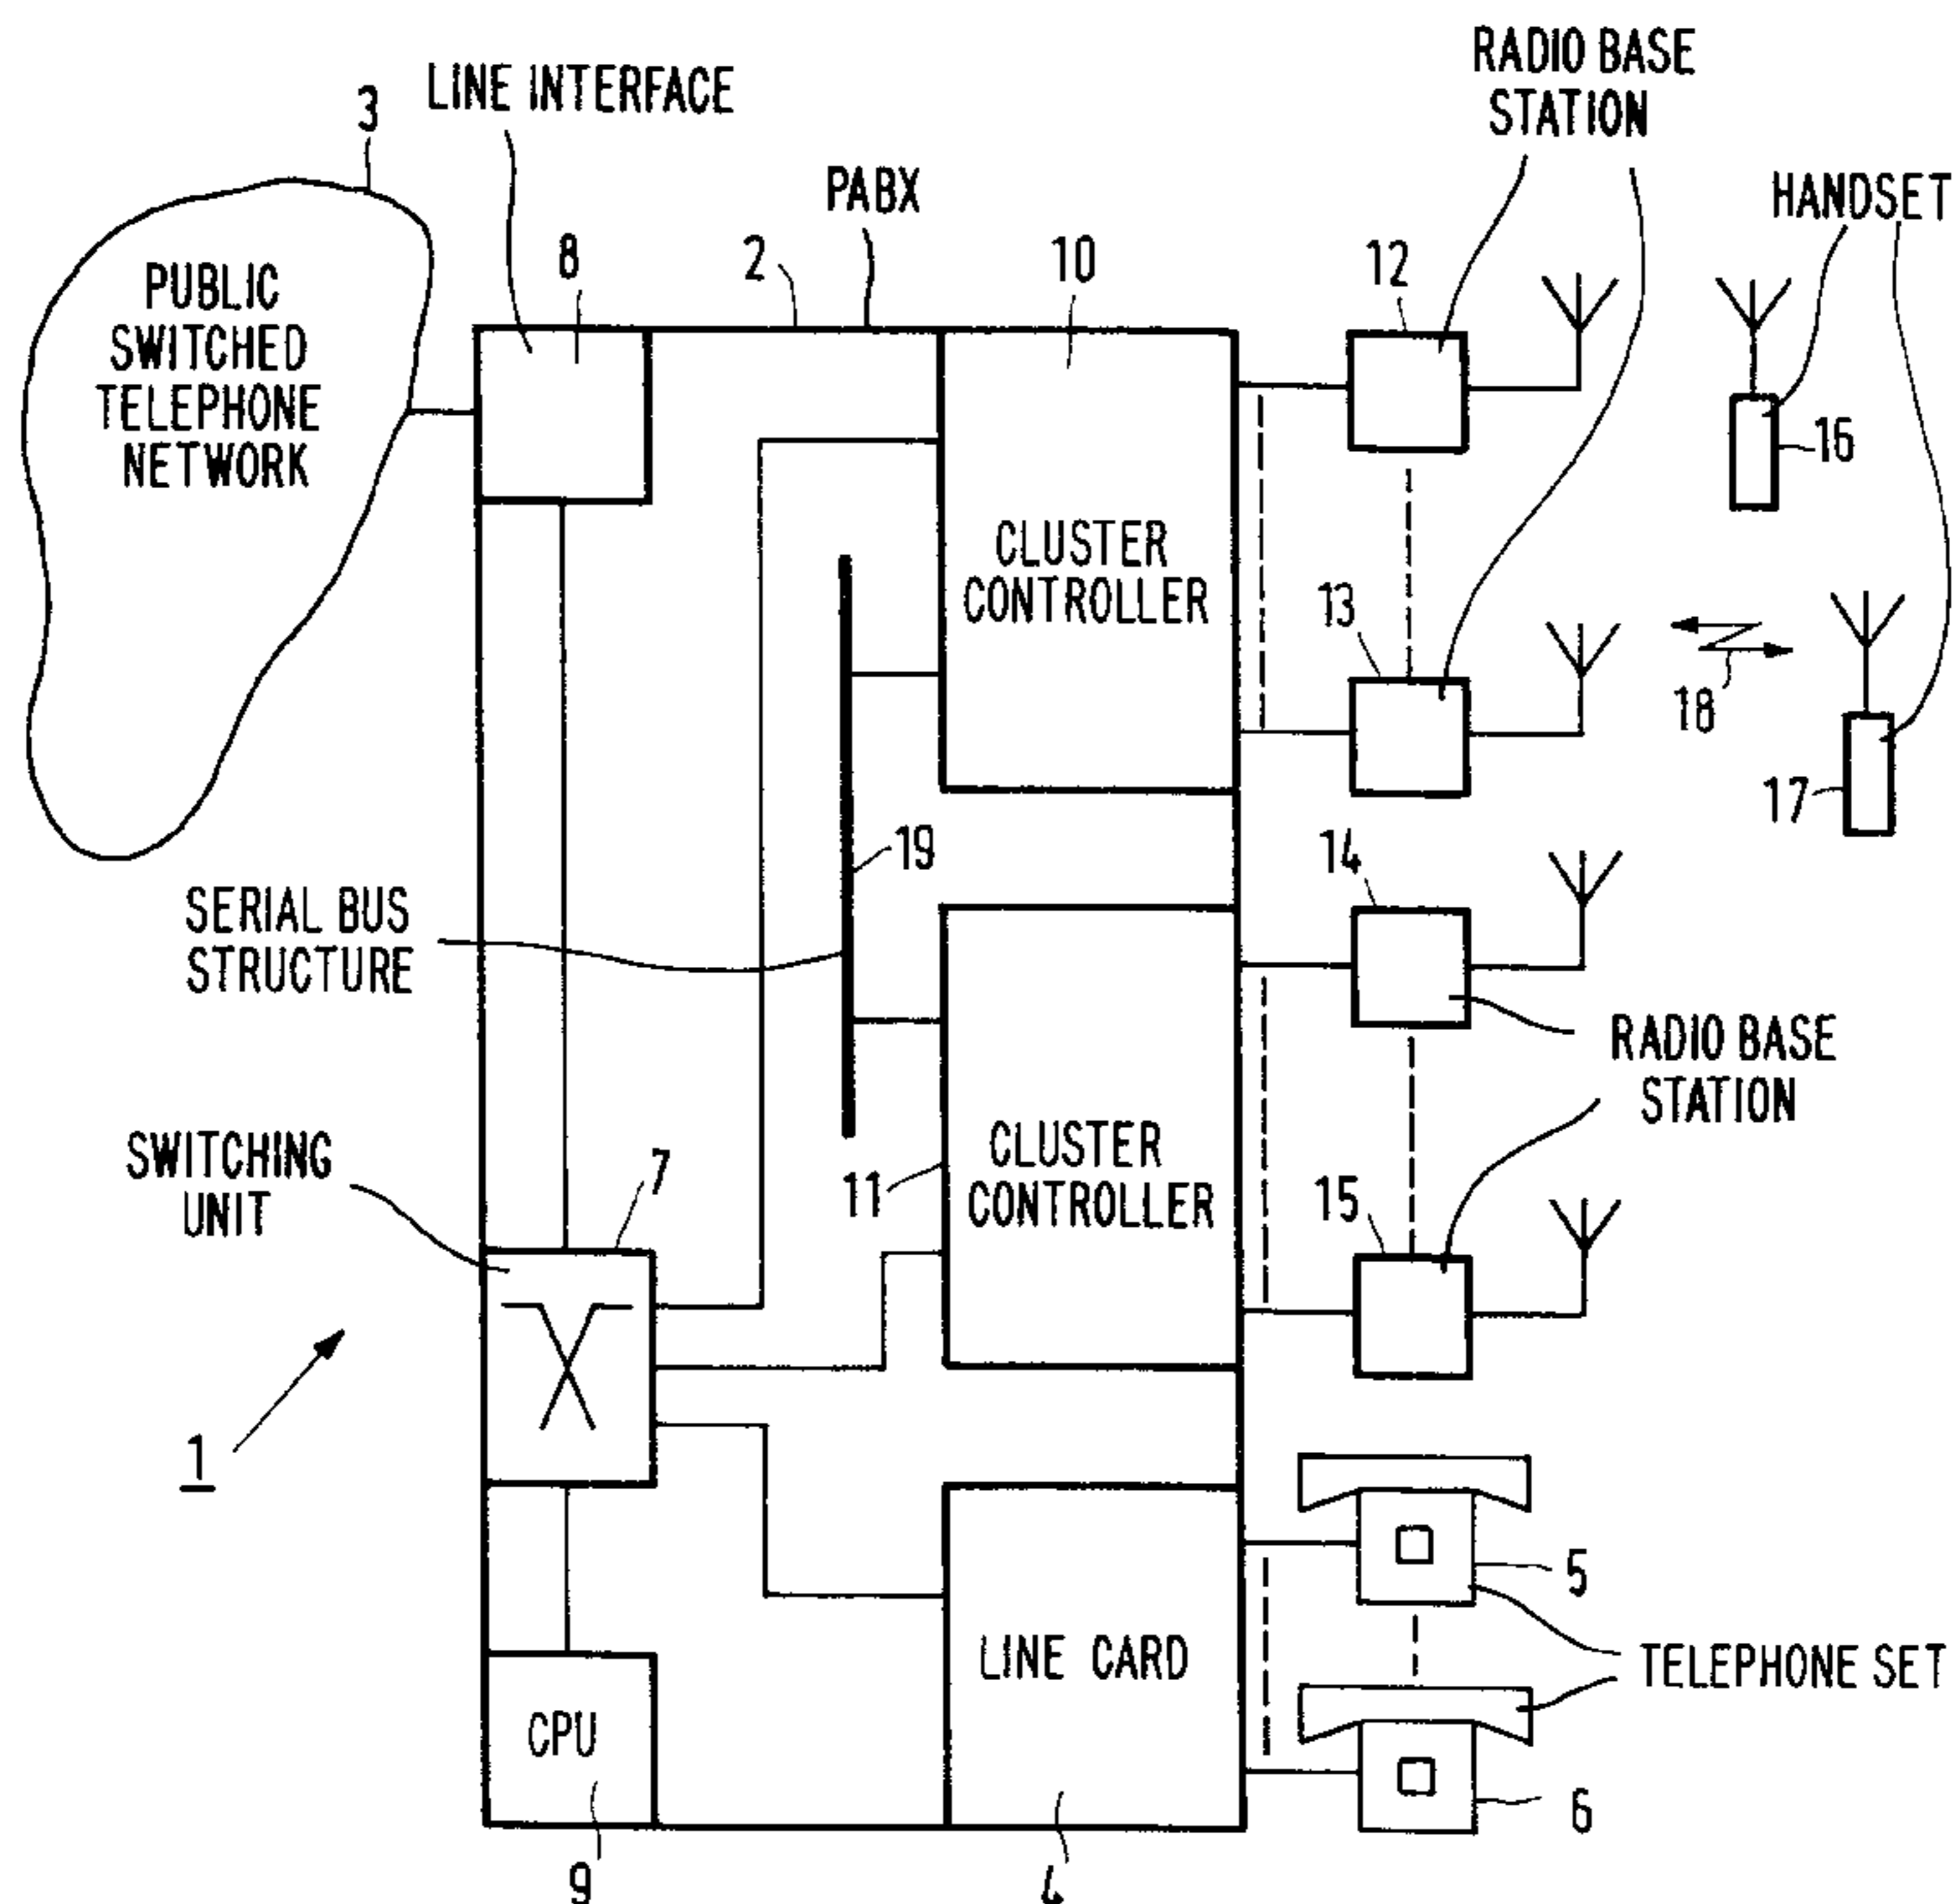 RADIO BASE
STATION
LINE INTERFACE
3
PABX
HANDSET
8
2
10
12
PUBLIC
SWITCHED
TELEPHONE
NETWORK
16
CLUSTER
CONTROLLER
13
18
17
19
14
SERIAL BUS
STRUCTURE
RADIO BASE
STATION
SWITCHING
UNIT
7
11
CLUSTER
CONTROLLER
15
1
5
LINE CARD
TELEPHONE SET
CPU
6
9
4